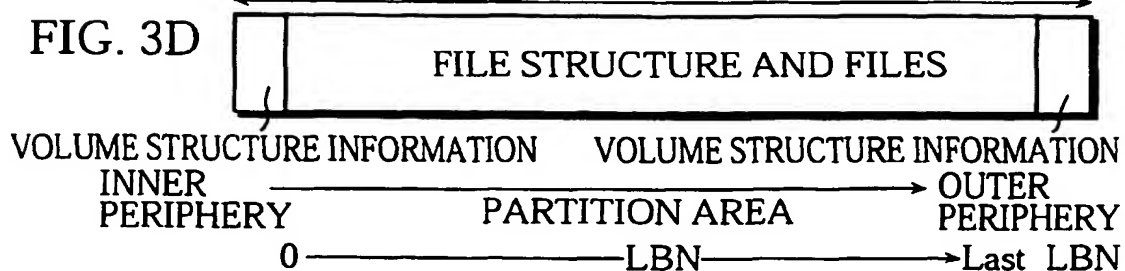 FIG. 3D
FILE STRUCTURE AND FILES
VOLUME STRUCTURE INFORMATION VOLUME STRUCTURE INFORMATION
INNER PERIPHERY
PARTITION AREA
OUTER PERIPHERY
0 LBN Last LBN